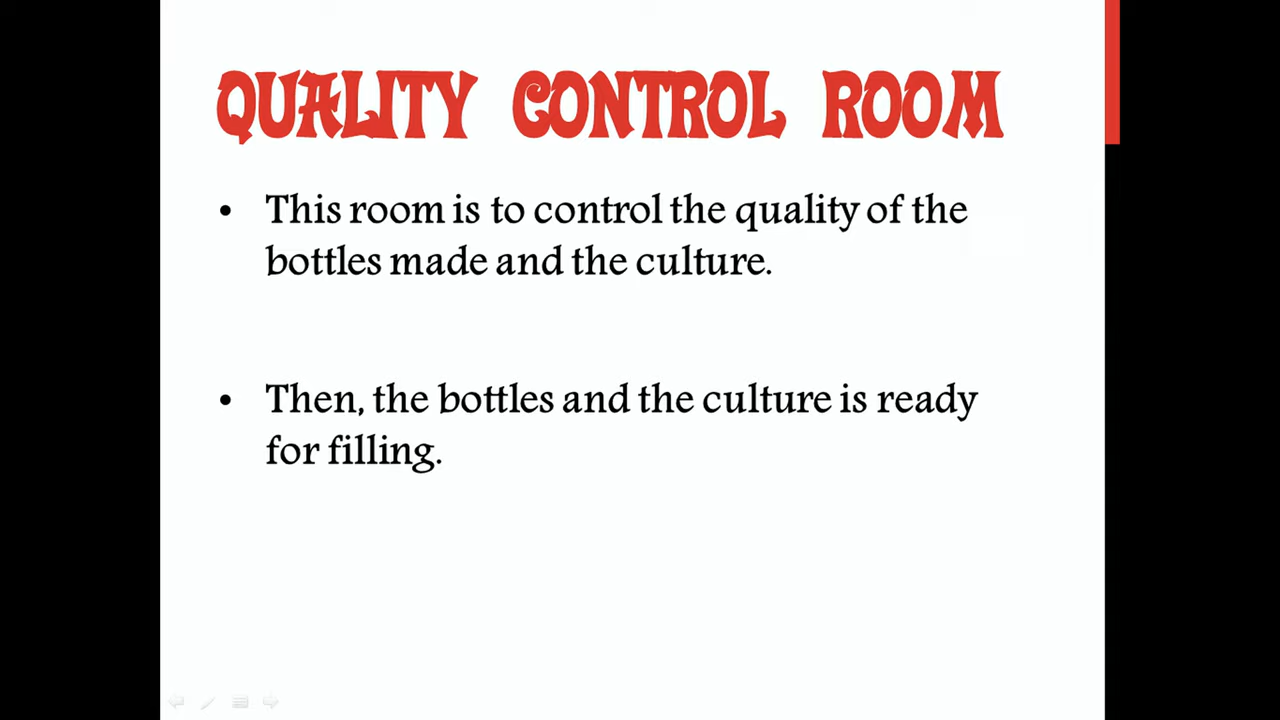 QUALITY CONTROL ROOM
• This room is to control the quality of the
bottles made and the culture.
• Then, the bottles and the culture is ready
for filling.